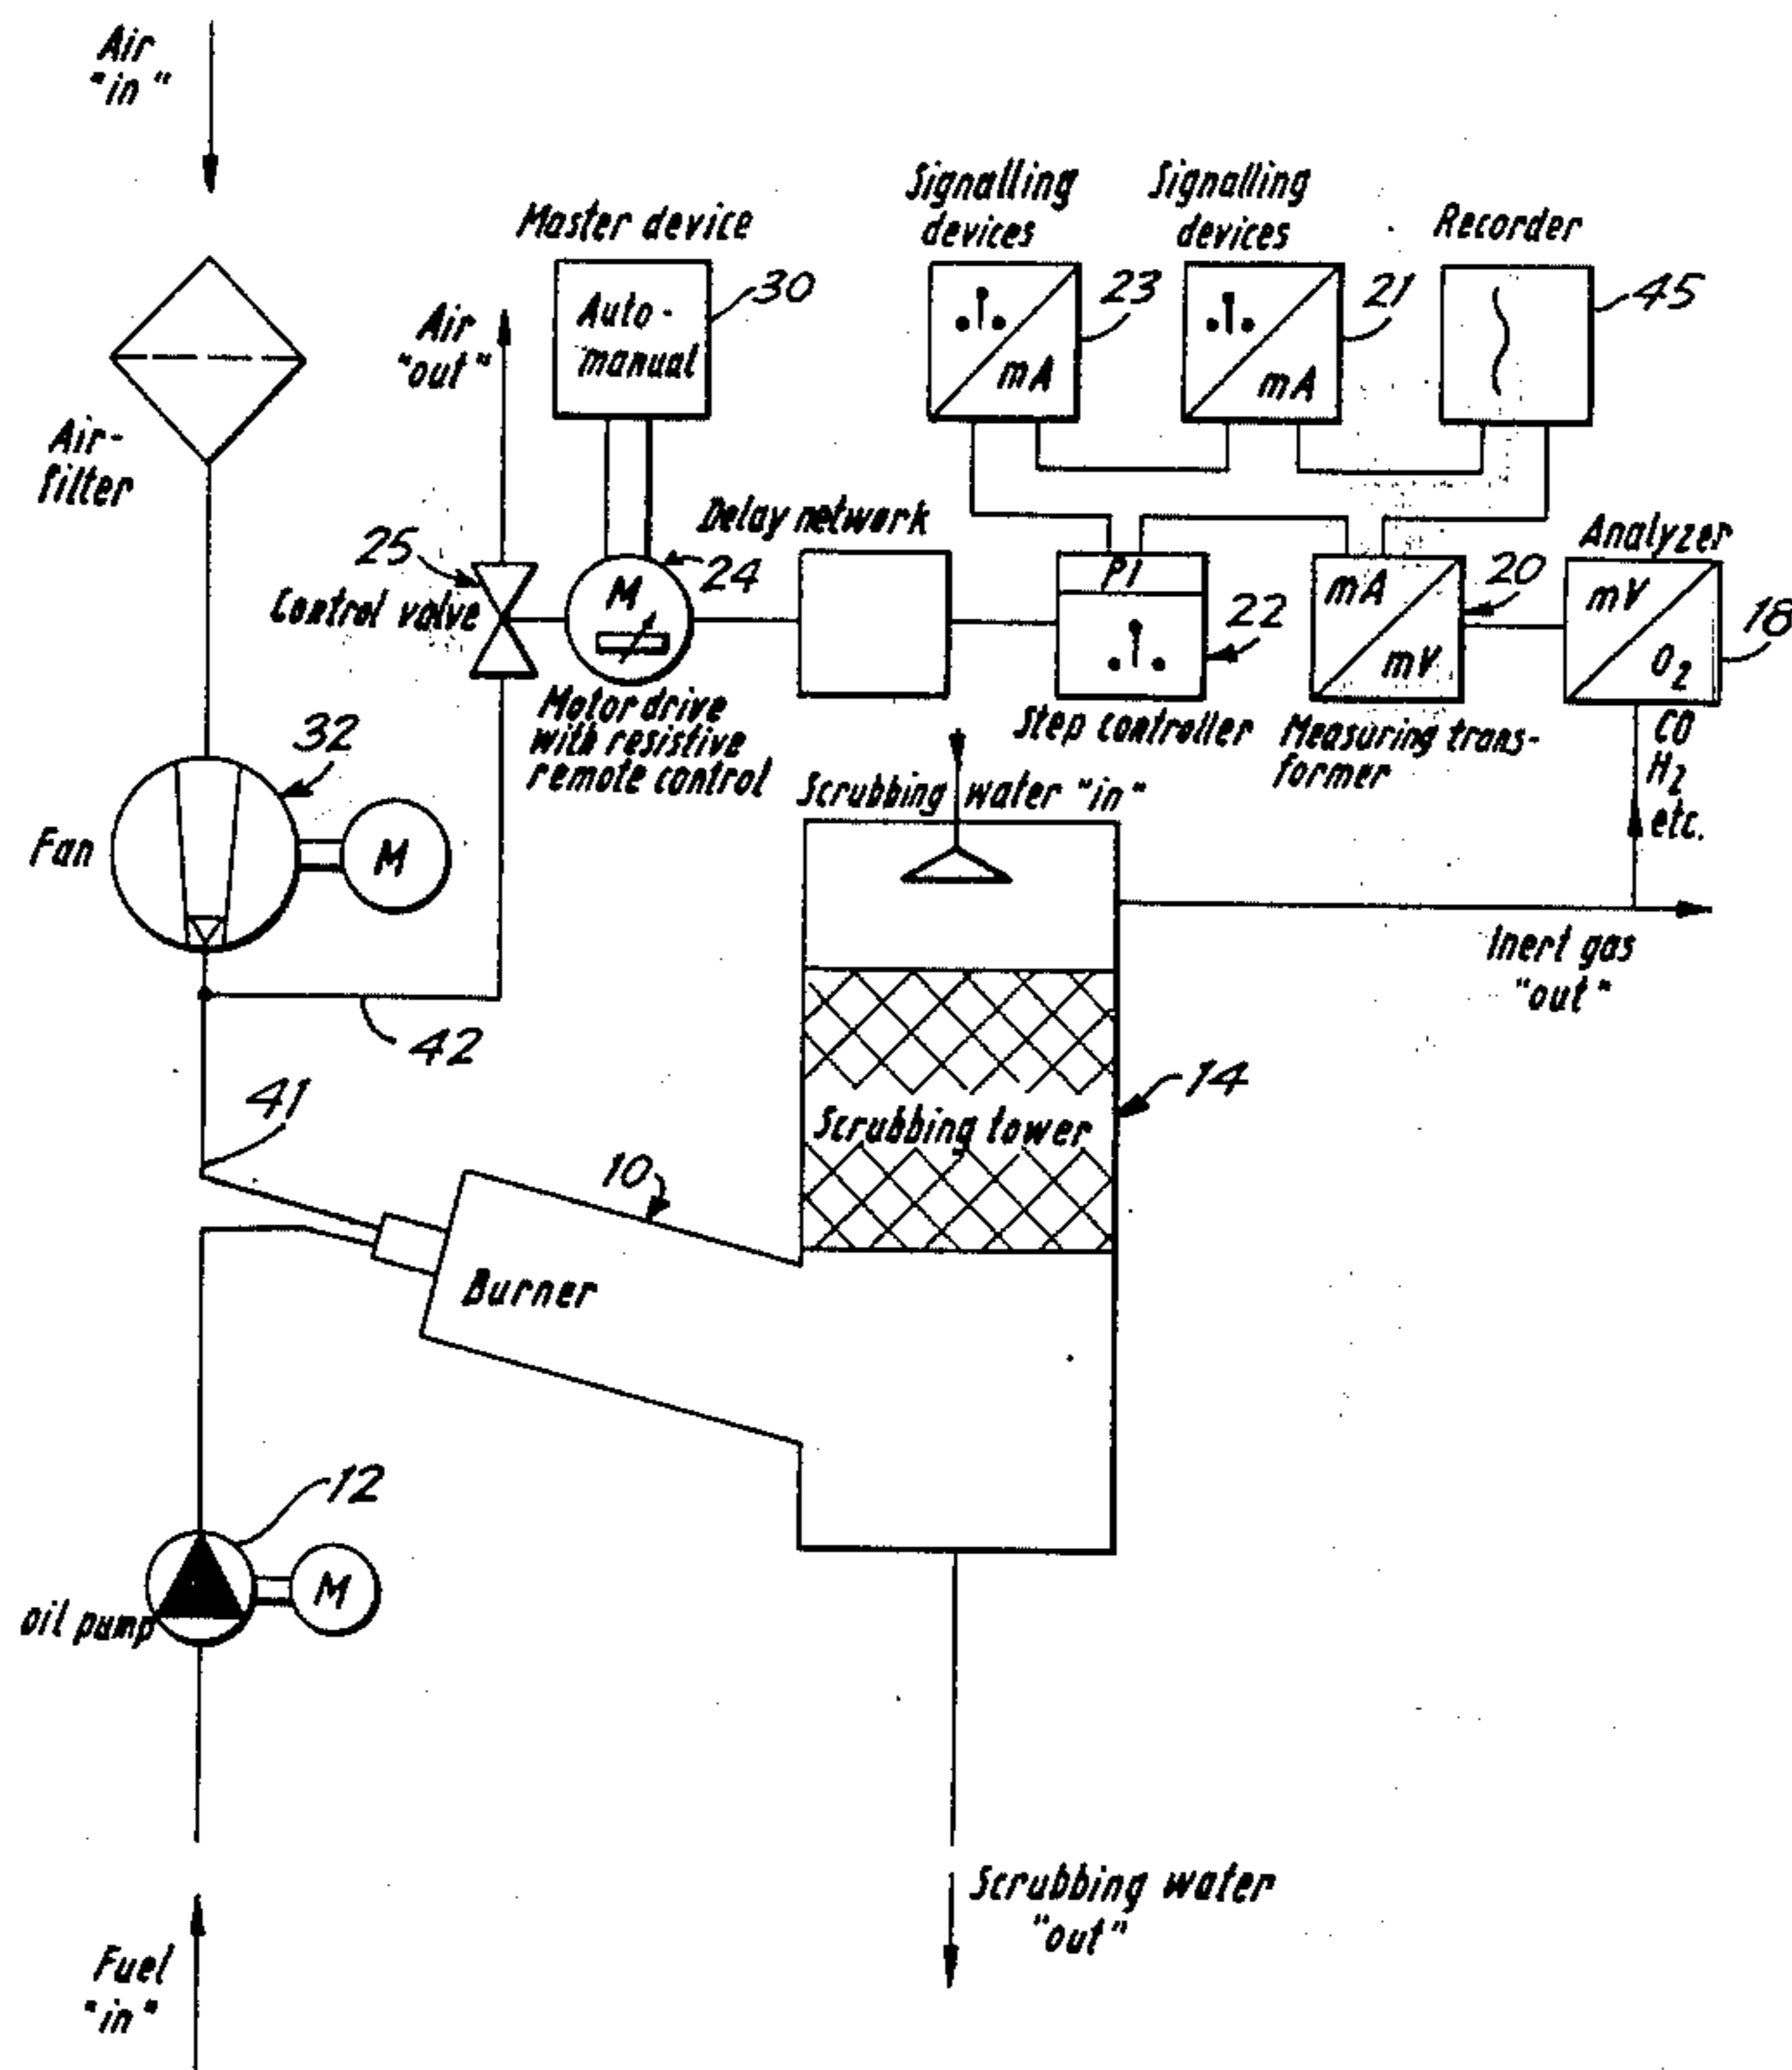 Air
"in"
Signalling
devices
Signalling
devices
Recorder
Master device
Auto-
manual
30
23
21
45
mA
mA
Air
"out"
Air-
filter
Delay network
25
Control valve
M
24
PI
22
mA
mV
20
Analyzer
mV
O2
18
Motor drive
with resistive
remote control
Step controller
Measuring trans-
former
CO
H2
etc.
32
Fan
M
Scrubbing water "in"
Inert gas
"out"
42
41
14
Scrubbing tower
10
Burner
12
M
oil pump
Scrubbing water
"out"
Fuel
"in"